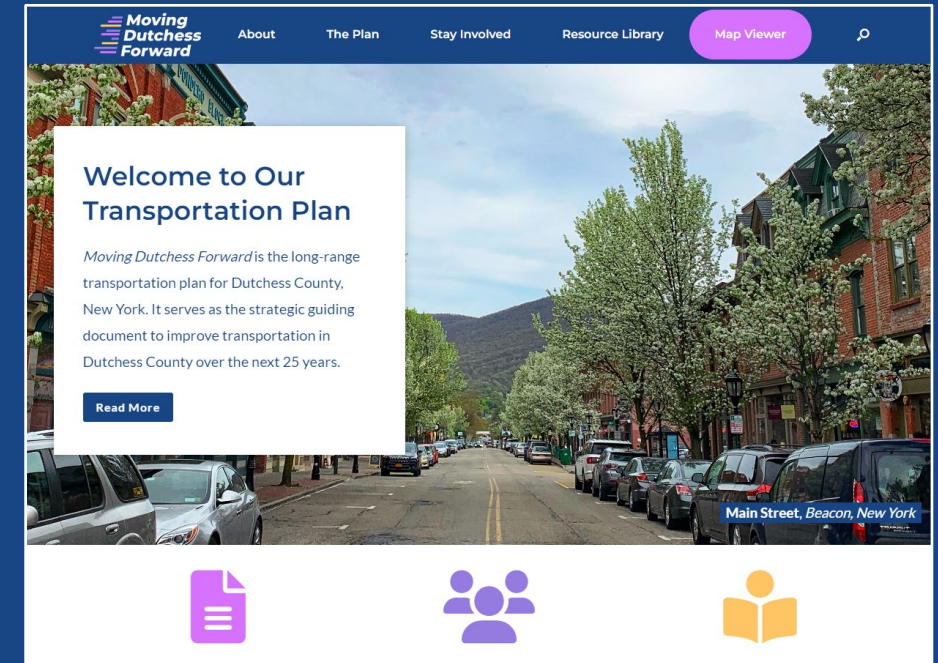 Moving
Dutchess
Forward
About
The Plan
Stay Involved
Resource Library
Map Viewer
Welcome to Our
Transportation Plan
Moving Dutchess Forward is the long-range
transportation plan for Dutchess County,
New York. It serves as the strategic guiding
document to improve transportation in
Dutchess County over the next 25 years.
Read More
Main Street, Beacon, New York